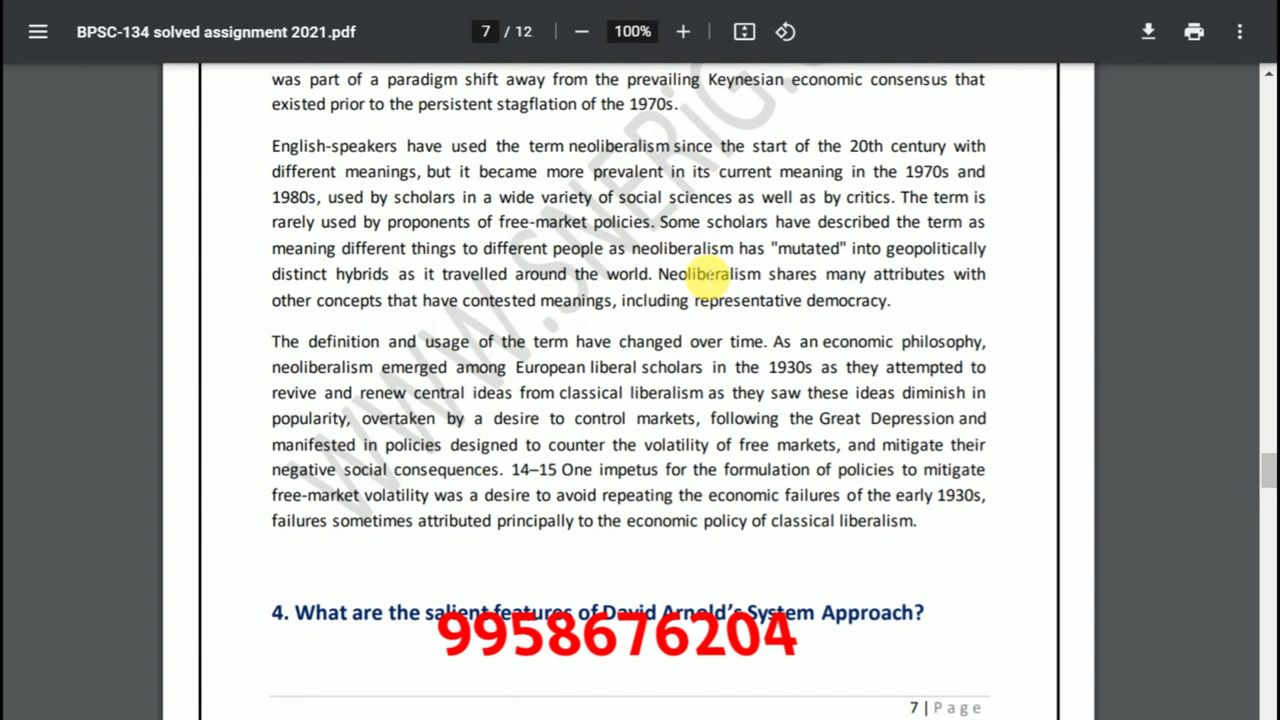 BPSC-134 solved assignment 2021.pdf
7 / 12
100%
was part of a paradigm shift away from the prevailing Keynesian economic consensus that
existed prior to the persistent stagflation of the 1970s.
English-speakers have used the term neoliberalism since the start of the 20th century with
different meanings, but it became more prevalent in its current meaning in the 1970s and
1980s, used by scholars in a wide variety of social sciences as well as by critics. The term is
rarely used by proponents of free-market policies. Some scholars have described the term as
meaning different things to different people as neoliberalism has "mutated" into geopolitically
distinct hybrids as it travelled around the world. Neoliberalism shares many attributes with
other concepts that have contested meanings, including representative democracy.
The definition and usage of the term have changed over time. As an economic philosophy,
neoliberalism emerged among European liberal scholars in the 1930s as they attempted to
revive and renew central ideas from classical liberalism as they saw these ideas diminish in
popularity, overtaken by a desire to control markets, following the Great Depression and
manifested in policies designed to counter the volatility of free markets, and mitigate their
negative social consequences. 14–15 One impetus for the formulation of policies to mitigate
free-market volatility was a desire to avoid repeating the economic failures of the early 1930s,
failures sometimes attributed principally to the economic policy of classical liberalism.
4. What are the salient features of David Arnold's System Approach?
9958676204
7 | Page
WWW.SNERIG.